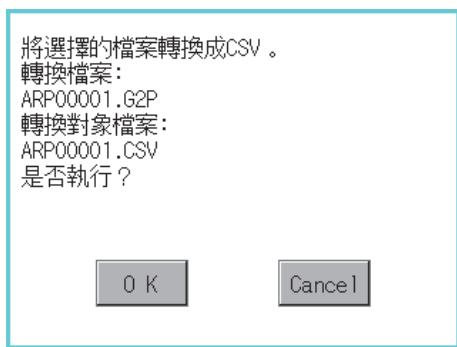 將選擇的檔案轉換成CSV。
轉換檔案:
ARP00001.G2P
轉換對象檔案:
ARP00001.CSV
是否執行？
OK
Cancel